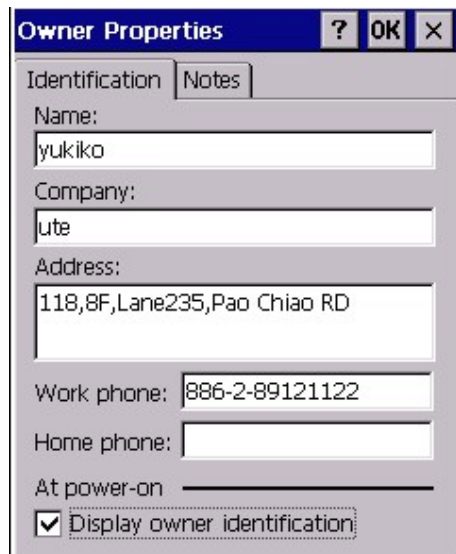 Owner Properties ? OK ×
Identification Notes
Name:
yukiko
Company:
ute
Address:
118,8F,Lane235,Pao Chiao RD
Work phone: 886-2-89121122
Home phone:
At power-on
Display owner identification